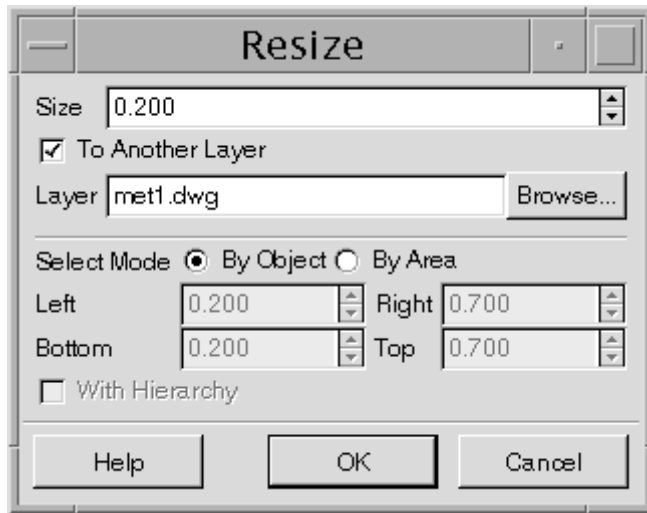 Resize
Size 0.200
To Another Layer
Layer met1.dwg Browse...
Select Mode By Object By Area
Left 0.200 Right 0.700
Bottom 0.200 Top 0.700
With Hierarchy
Help OK Cancel